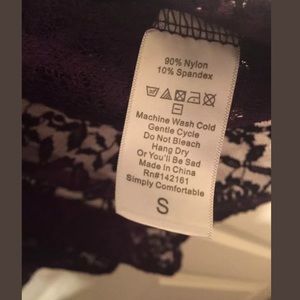 90% Nylon
10% Spandex
Machine Wash Cold
Gentle Cycle
Do Not Bleach
Hang Dry
Or You'll Be Sad
Made In China
Rn#142161
Simply Comfortable
S